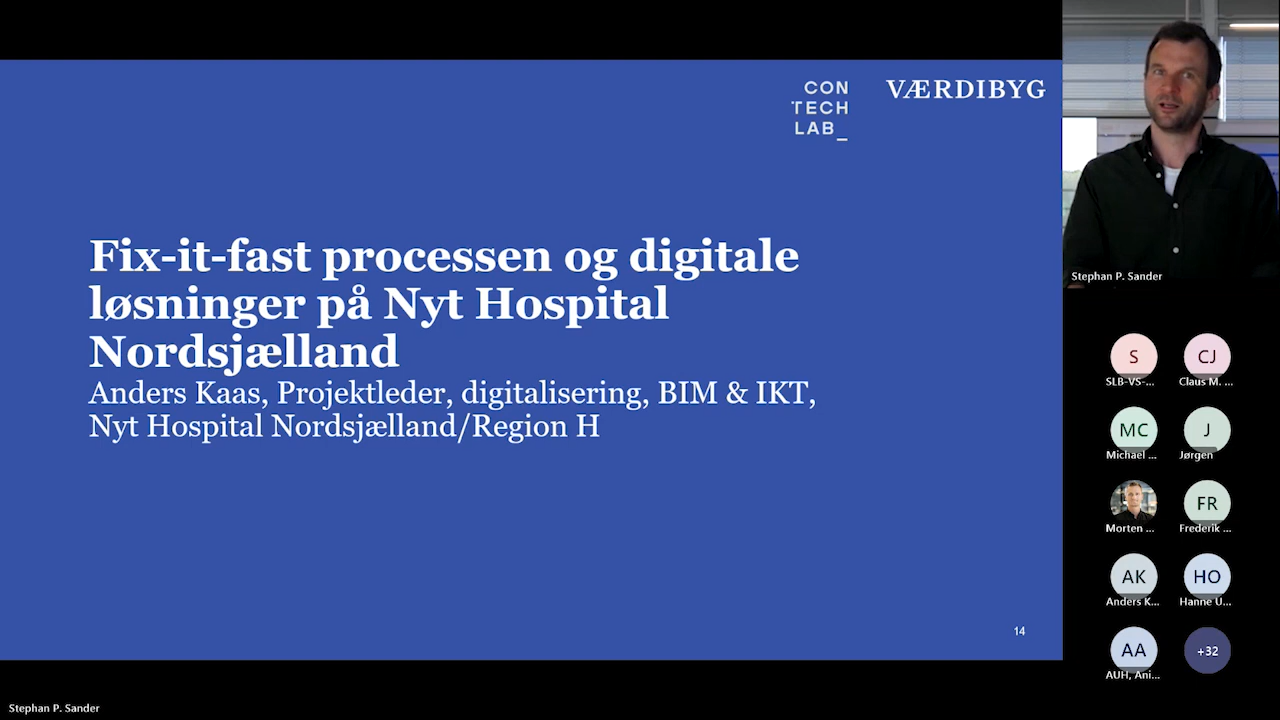 CON
TECH
LAB_
VÆRDIBYG
Fix-it-fast processen og digitale
løsninger på Nyt Hospital
Nordsjælland
Anders Kaas, Projektleder, digitalisering, BIM & IKT,
Nyt Hospital Nordsjælland/Region H
14
Stephan P. Sander
S
SLB-VS-...
CJ
Claus M. ...
MC
Michael ...
J
Jørgen
Morten ...
FR
Frederik ...
AK
Anders K...
HO
Hanne U...
AA
AUH, Ani...
+32
Stephan P. Sander